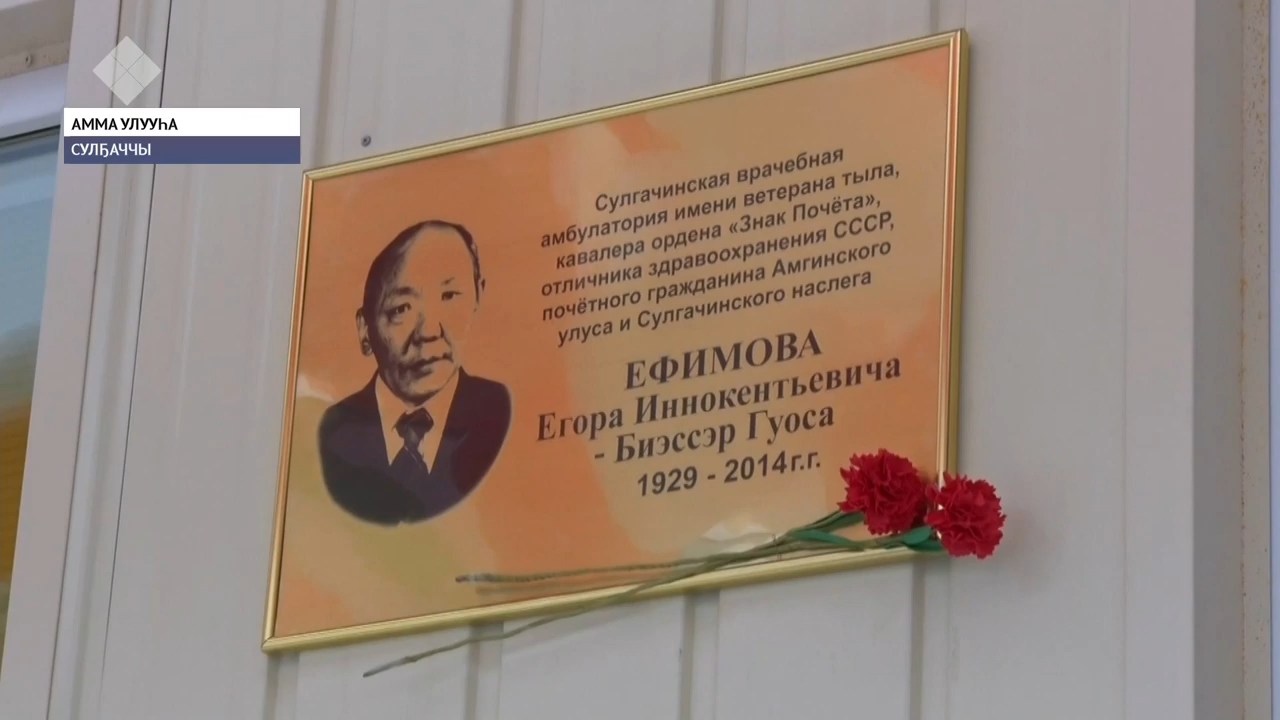 АММА УЛУУҺА
СУЛҔАЧЧЫ
Сулгачинская врачебная
амбулатория имени ветерана тыла,
кавалера ордена «Знак Почёта»,
отличника здравоохранения СССР,
почётного гражданина Амгинского
улуса и Сулгачинского наслега
ЕФИМОВА
Егора Иннокентьевича
- Биэссэр Гуоса
1929 - 2014г.г.